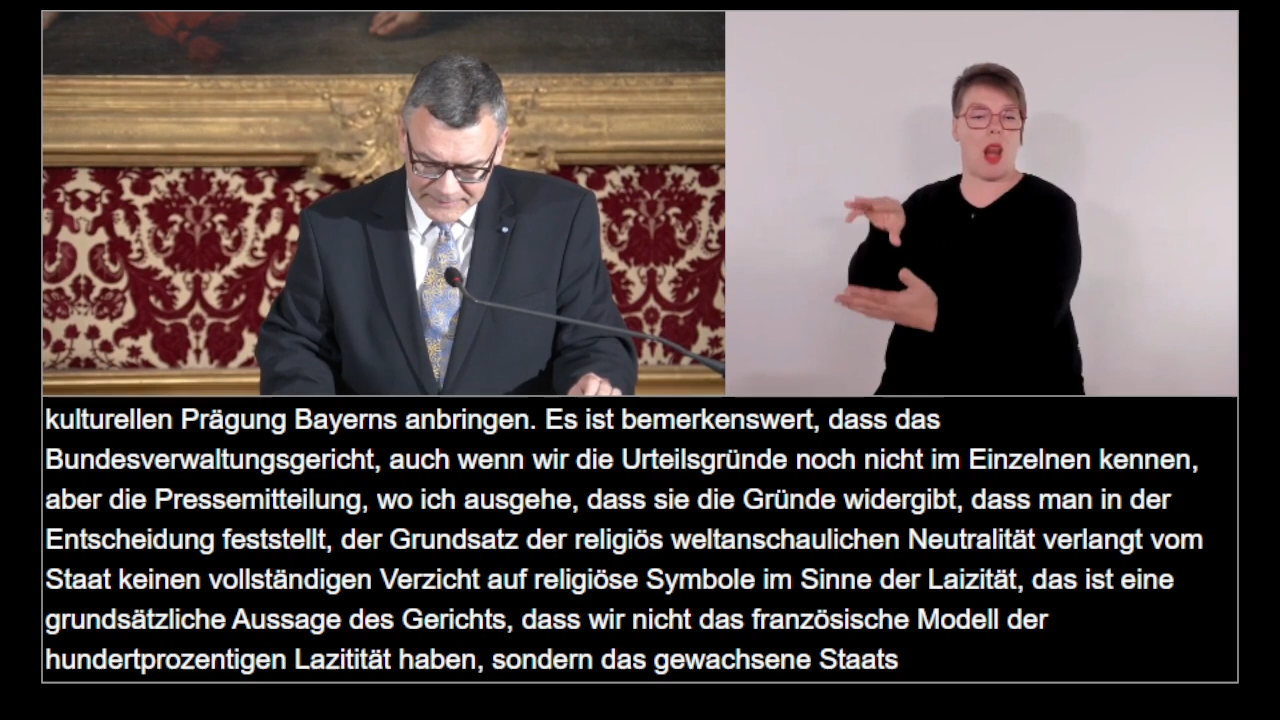 kulturellen Prägung Bayerns anbringen. Es ist bemerkenswert, dass das
Bundesverwaltungsgericht, auch wenn wir die Urteilsgründe noch nicht im Einzelnen kennen,
aber die Pressemitteilung, wo ich ausgehe, dass sie die Gründe widergibt, dass man in der
Entscheidung feststellt, der Grundsatz der religiös weltanschaulichen Neutralität verlangt vom
Staat keinen vollständigen Verzicht auf religiöse Symbole im Sinne der Laizität, das ist eine
grundsätzliche Aussage des Gerichts, dass wir nicht das französische Modell der
hundertprozentigen Lazitität haben, sondern das gewachsene Staats